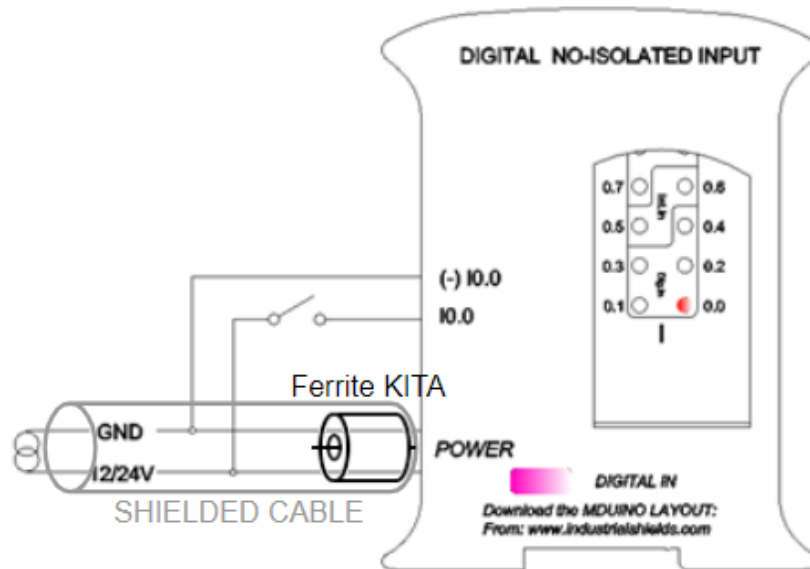 DIGITAL NO-ISOLATED INPUT
0.7
0.6
0.5
0.4
0.3
0.2
0.1
0.0
I
(-) I0.0
I0.0
Ferrite KITA
GND
12/24V
POWER
SHIELDED CABLE
DIGITAL IN
Download the MDUINO LAYOUT:
From: www.industrialshields.com